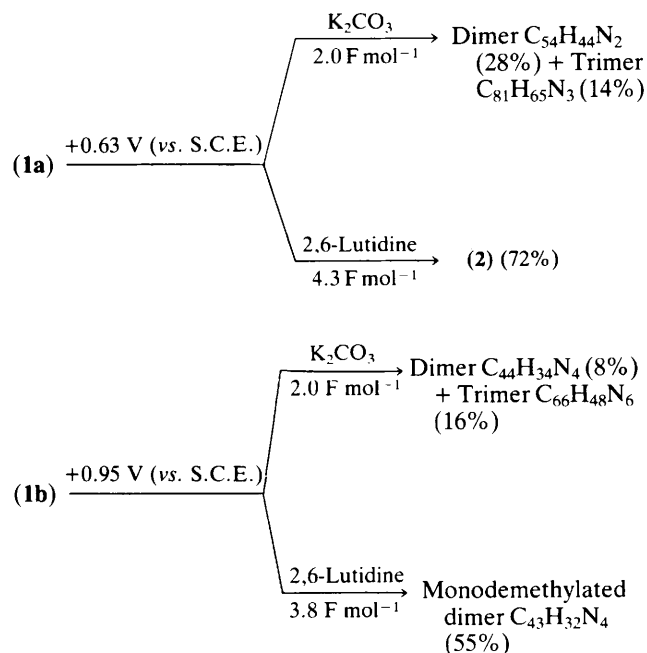 K₂CO₃
2.0 F mol⁻¹
Dimer C₅₄H₄₄N₂
(28%) + Trimer
C₈₁H₆₅N₃ (14%)
(1a)
+0.63 V (vs. S.C.E.)
2,6-Lutidine
4.3 F mol⁻¹
(2) (72%)
K₂CO₃
2.0 F mol⁻¹
Dimer C₄₄H₃₄N₄ (8%)
+ Trimer C₆₆H₄₈N₆
(16%)
(1b)
+0.95 V (vs. S.C.E.)
2,6-Lutidine
3.8 F mol⁻¹
Monodemethylated
dimer C₄₃H₃₂N₄
(55%)